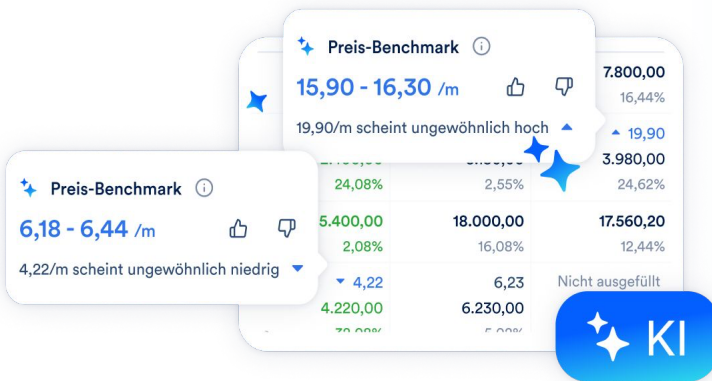 Preis-Benchmark
15,90 - 16,30 /m
19,90/m scheint ungewöhnlich hoch
7.800,00
16,44%
19,90
3.980,00
24,08%
2,55%
24,62%
Preis-Benchmark
6,18 - 6,44 /m
4,22/m scheint ungewöhnlich niedrig
5.400,00
18.000,00
17.560,20
2,08%
16,08%
12,44%
4,22
6,23
Nicht ausgefüllt
4.220,00
6.230,00
KI